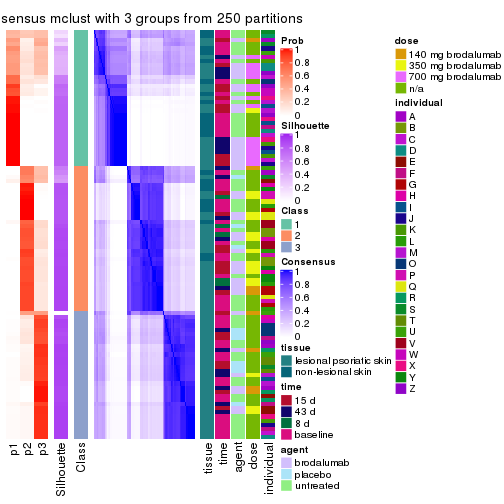 sensus mclust with 3 groups from 250 partitions
p1
p2
p3
Silhouette
Class
tissue
time
agent
dose
individual
Prob
1
0.8
0.6
0.4
0.2
0
Silhouette
1
0.8
0.6
0.4
0.2
0
Class
1
2
3
Consensus
1
0.8
0.6
0.4
0.2
0
tissue
lesional psoriatic skin
non-lesional skin
time
15 d
43 d
8 d
baseline
agent
brodalumab
placebo
untreated
dose
140 mg brodalumab
350 mg brodalumab
700 mg brodalumab
n/a
individual
A
B
C
D
E
F
G
H
I
J
K
L
M
O
P
Q
R
S
T
U
V
W
X
Y
Z